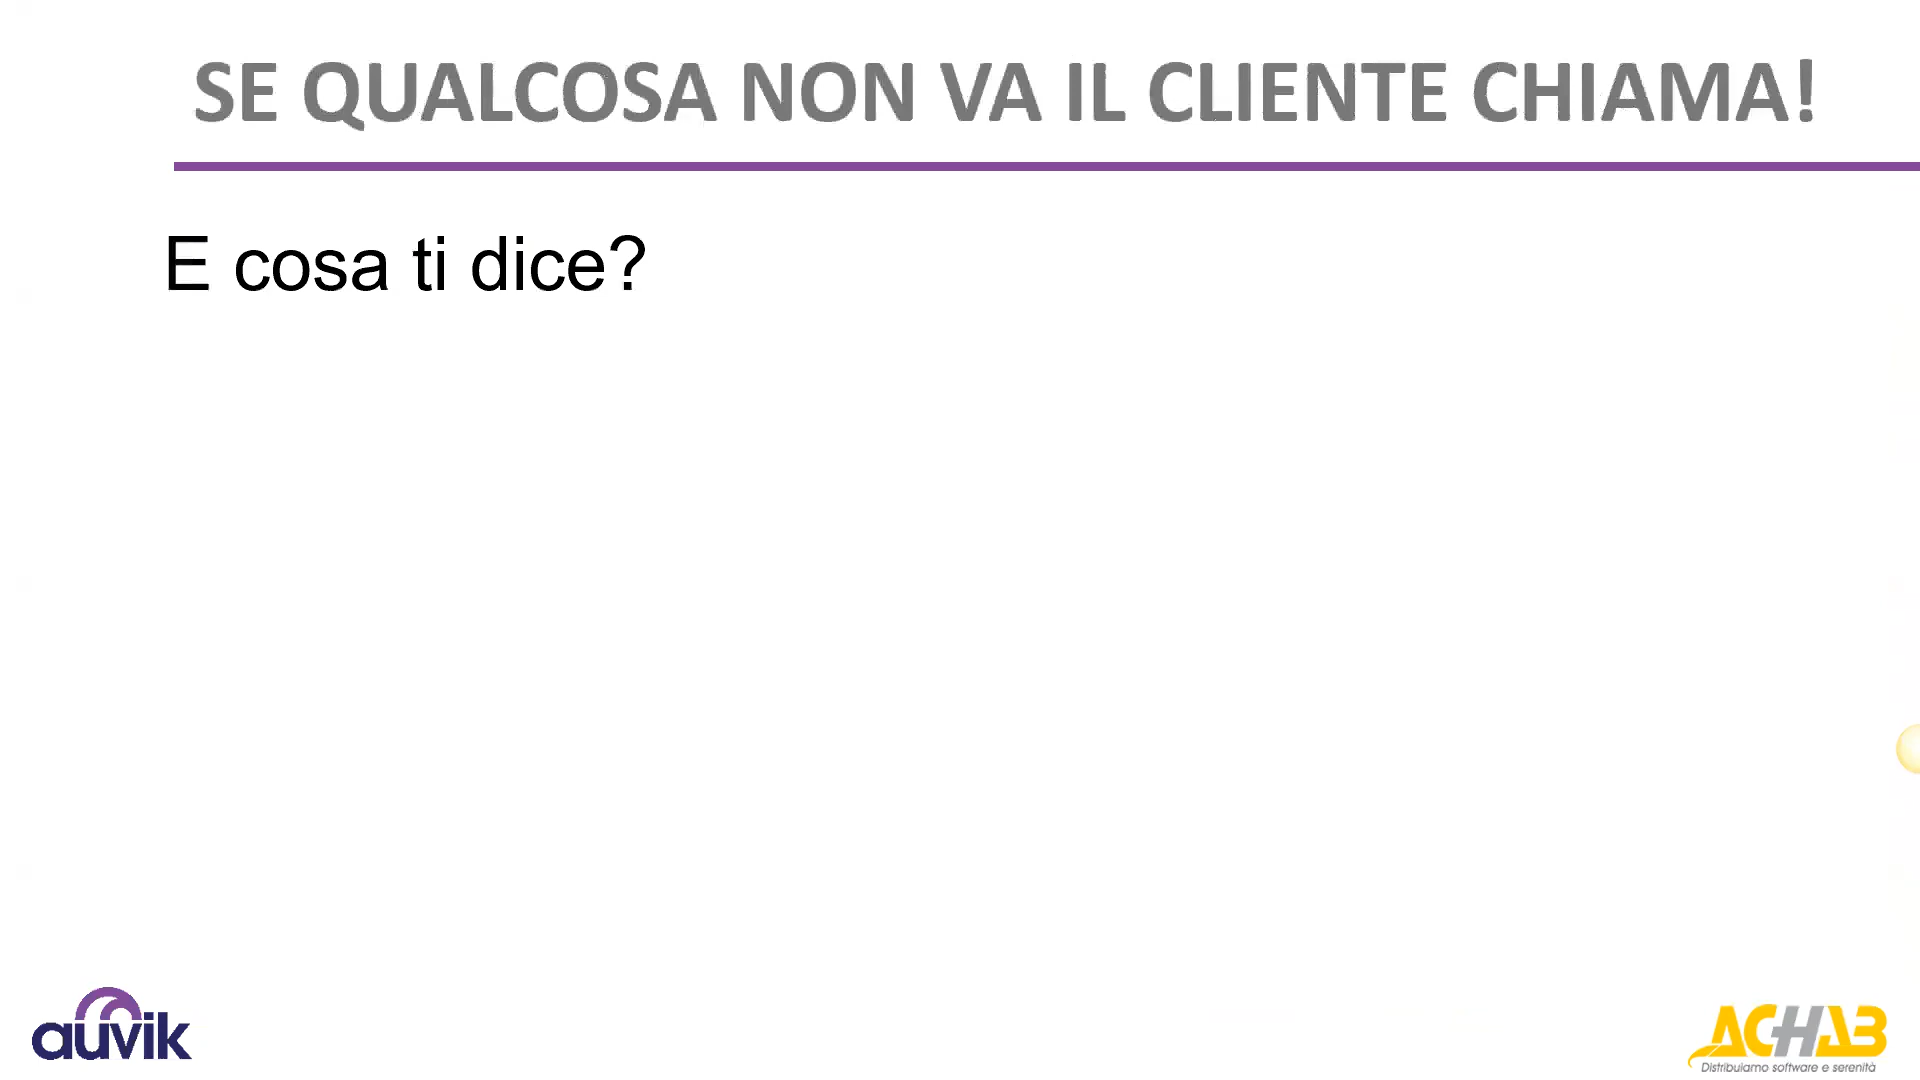 SE QUALCOSA NON VA IL CLIENTE CHIAMA!
E cosa ti dice?
auvik
ACHAB
Distribuiamo software e serenità